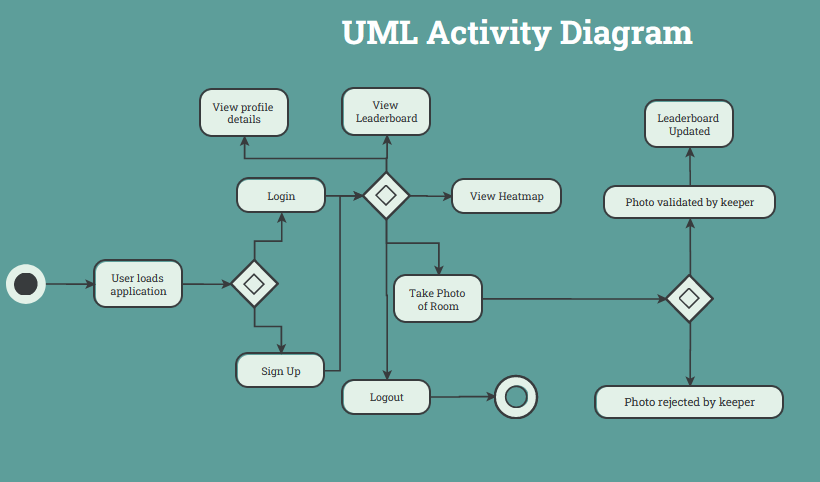 UML Activity Diagram
View profile
details
View
Leaderboard
Leaderboard
Updated
Login
View Heatmap
Photo validated by keeper
User loads
application
Take Photo
of Room
Sign Up
Logout
Photo rejected by keeper